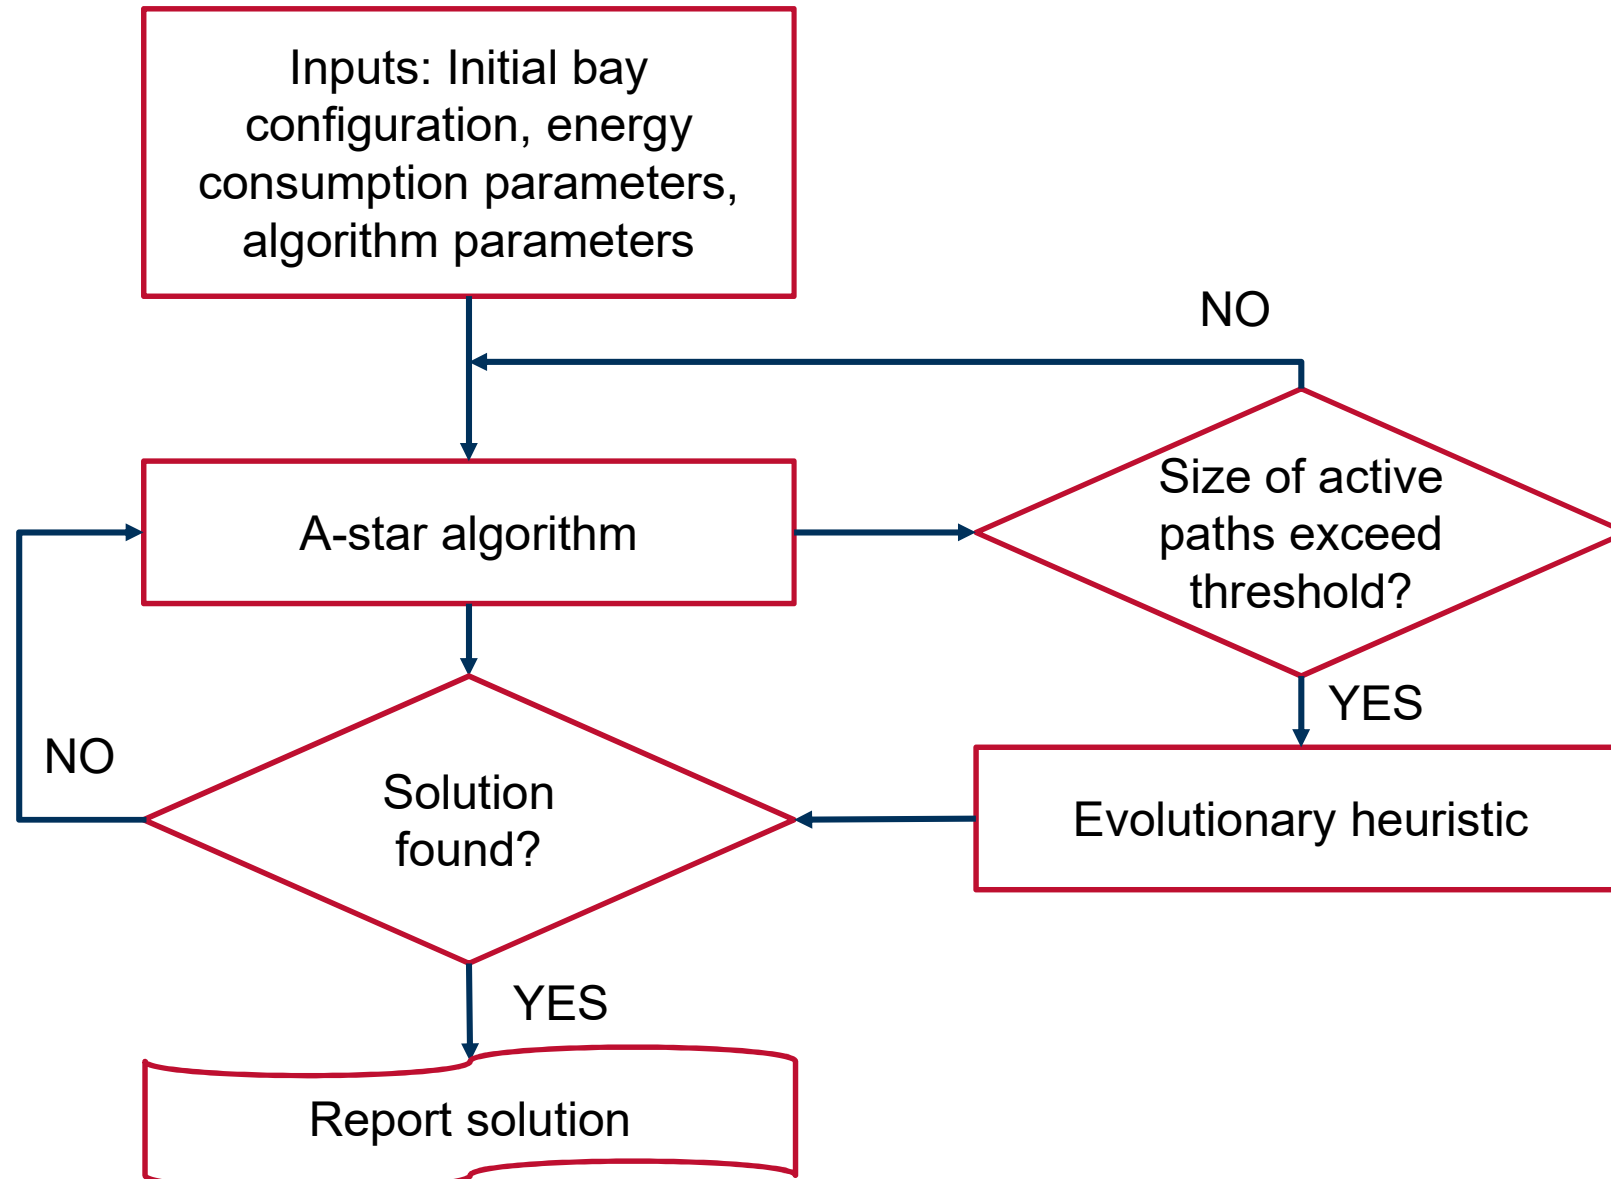 Inputs: Initial bay
configuration, energy
consumption parameters,
algorithm parameters
NO
Size of active
paths exceed
threshold?
A-star algorithm
YES
NO
Solution
found?
Evolutionary heuristic
YES
Report solution